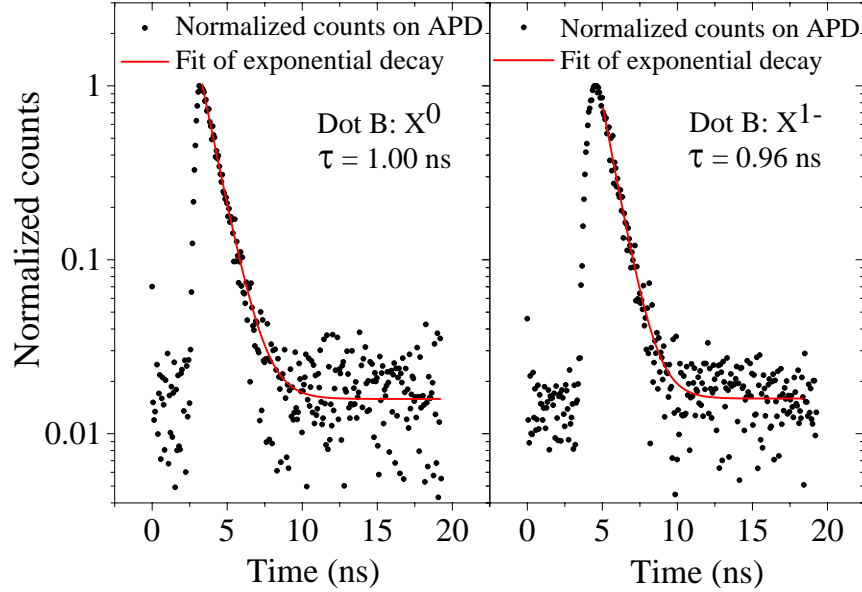 Normalized counts on APD
Fit of exponential decay
Dot B: X⁰
τ = 1.00 ns
Normalized counts on APD
Fit of exponential decay
Dot B: X¹⁻
τ = 0.96 ns
Normalized counts
1
0.1
0.01
0 5 10 15 20
0 5 10 15 20
Time (ns)
Time (ns)